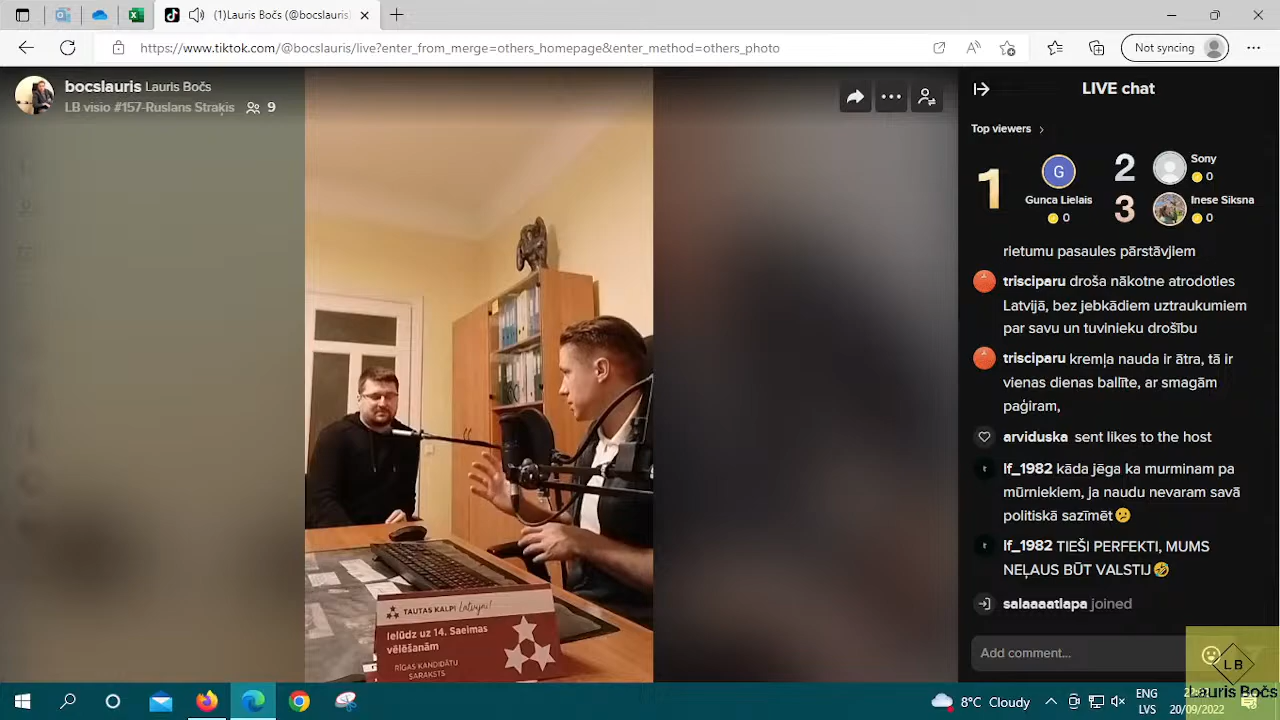 (1)Lauris Bočs (@bocslauris
https://www.tiktok.com/@bocslauris/live?enter_from_merge=others_homepage&enter_method=others_photo
Not syncing
bocslauris Lauris Bočs
LB visio #157-Ruslans Straķis 9
LIVE chat
Top viewers
1
G
Gunca Lielais
0
2
Sony
0
3
Inese Siksna
0
rietumu pasaules pārstāvjiem
trisciparu droša nākotne atrodoties
Latvijā, bez jebkādiem uztraukumiem
par savu un tuvinieku drošību
trisciparu kremļa nauda ir ātra, tā ir
vienas dienas ballīte, ar smagām
paģiram,
arviduska sent likes to the host
lf_1982 kāda jēga ka murminam pa
mūrniekiem, ja naudu nevaram savā
politiskā sazīmēt😕
lf_1982 TIEŠI PERFEKTI, MUMS
NEĻAUS BŪT VALSTIJ🤣
salaaaatlapa joined
Add comment...
TAUTAS KALPI Latvijai!
Ielūdz uz 14. Saeimas
vēlēšanām
RĪGAS KANDIDĀTU
SARAKSTS
LB
Lauris Bočs
8°C Cloudy
ENG
LVS
20/09/2022